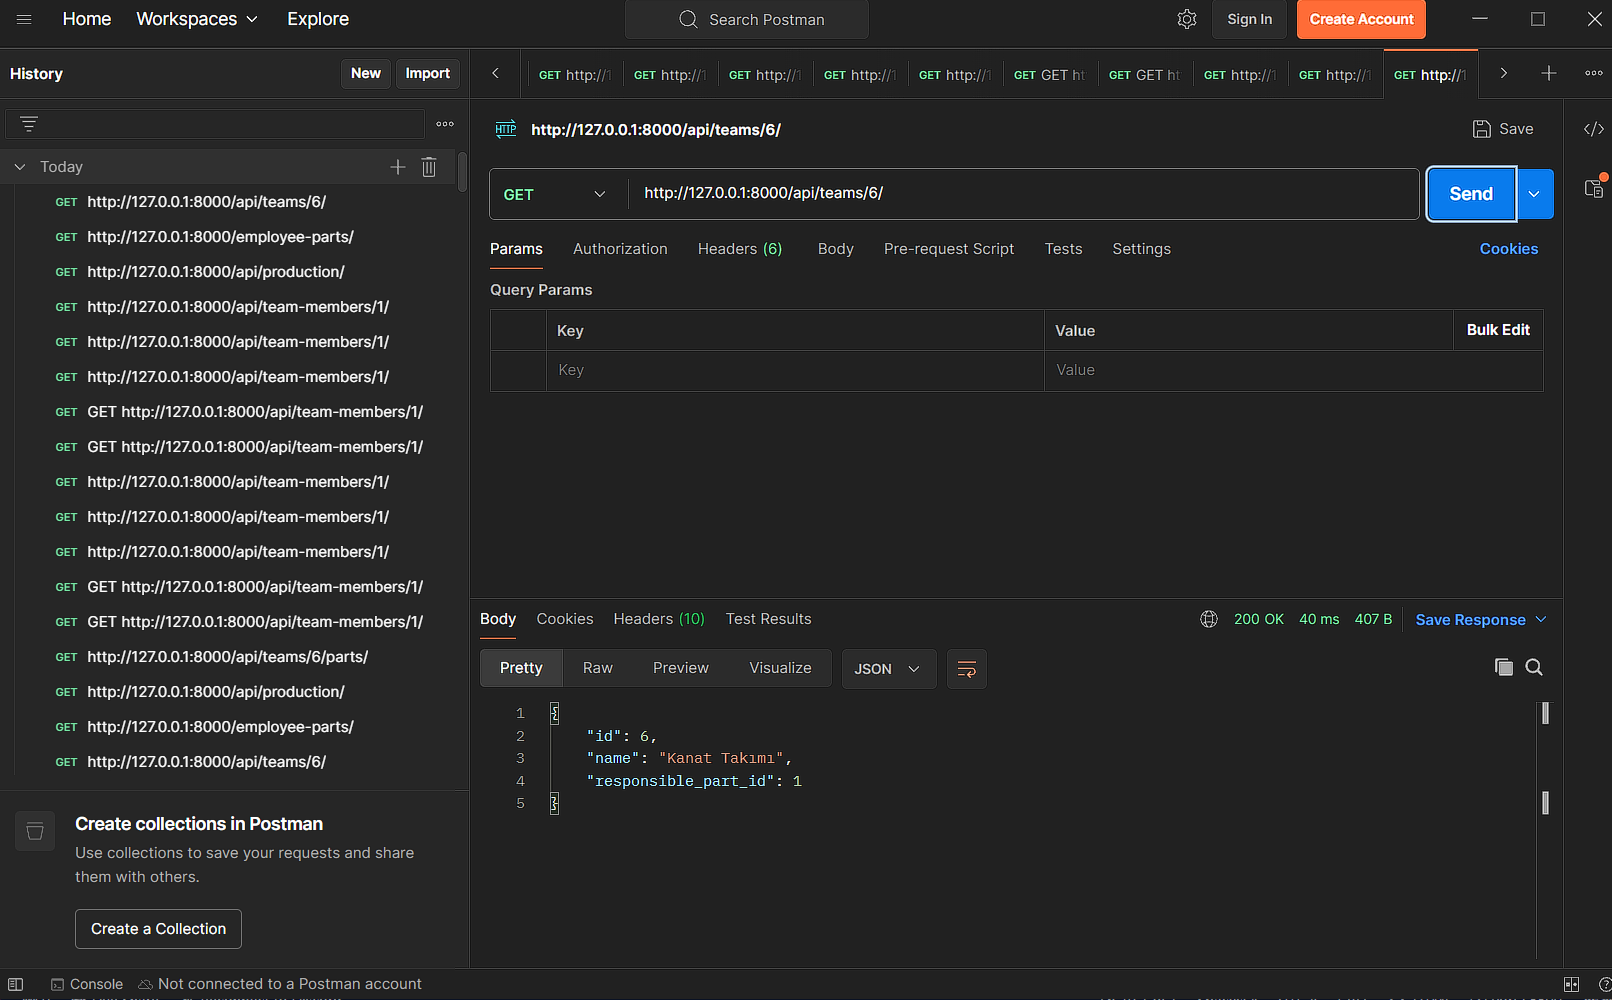 Home Workspaces Explore Search Postman Sign In Create Account
History New Import
GET http://1 GET http://1 GET http://1 GET http://1 GET http://1 GET GET ht GET GET ht GET http://1 GET http://1 GET http://1
HTTP http://127.0.0.1:8000/api/teams/6/ Save
Today
GET http://127.0.0.1:8000/api/teams/6/
GET http://127.0.0.1:8000/employee-parts/
GET http://127.0.0.1:8000/api/production/
GET http://127.0.0.1:8000/api/team-members/1/
GET http://127.0.0.1:8000/api/team-members/1/
GET http://127.0.0.1:8000/api/team-members/1/
GET GET http://127.0.0.1:8000/api/team-members/1/
GET GET http://127.0.0.1:8000/api/team-members/1/
GET http://127.0.0.1:8000/api/team-members/1/
GET http://127.0.0.1:8000/api/team-members/1/
GET http://127.0.0.1:8000/api/team-members/1/
GET GET http://127.0.0.1:8000/api/team-members/1/
GET GET http://127.0.0.1:8000/api/team-members/1/
GET http://127.0.0.1:8000/api/teams/6/parts/
GET http://127.0.0.1:8000/api/production/
GET http://127.0.0.1:8000/employee-parts/
GET http://127.0.0.1:8000/api/teams/6/
Create collections in Postman
Use collections to save your requests and share
them with others.
Create a Collection
GET http://127.0.0.1:8000/api/teams/6/ Send
Params Authorization Headers (6) Body Pre-request Script Tests Settings Cookies
Query Params
Key Value Bulk Edit
Key Value
Body Cookies Headers (10) Test Results 200 OK 40 ms 407 B Save Response
Pretty Raw Preview Visualize JSON
1 {
2 "id": 6,
3 "name": "Kanat Takımı",
4 "responsible_part_id": 1
5 }
Console Not connected to a Postman account